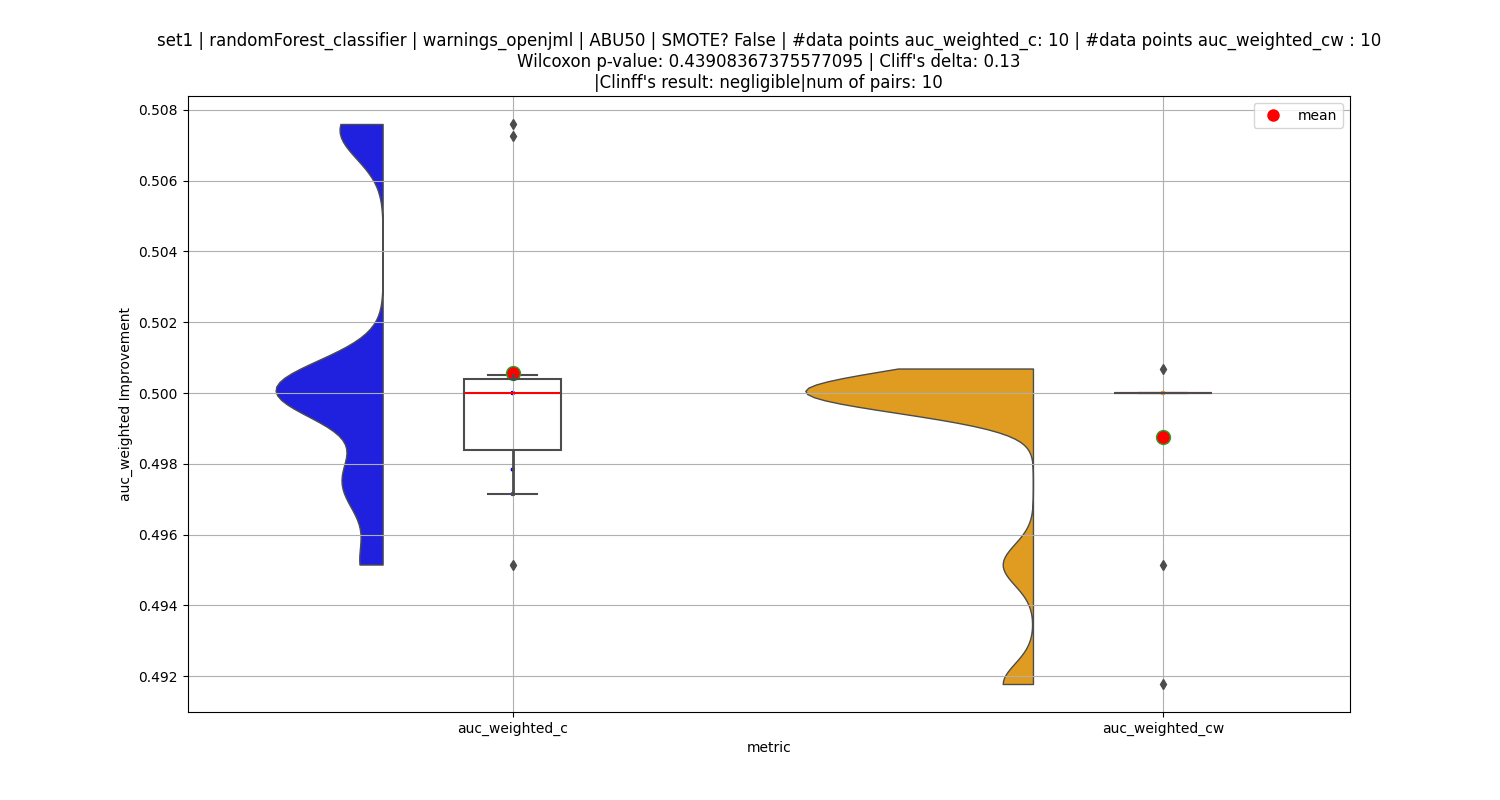 set1 | randomForest_classifier | warnings_openjml | ABU50 | SMOTE? False | #data points auc_weighted_c: 10 | #data points auc_weighted_cw : 10
Wilcoxon p-value: 0.43908367375577095 | Cliff's delta: 0.13
|Clinff's result: negligible|num of pairs: 10
mean
0.508
0.506
0.504
0.502
0.500
0.498
0.496
0.494
0.492
auc_weighted Improvement
auc_weighted_c
auc_weighted_cw
metric